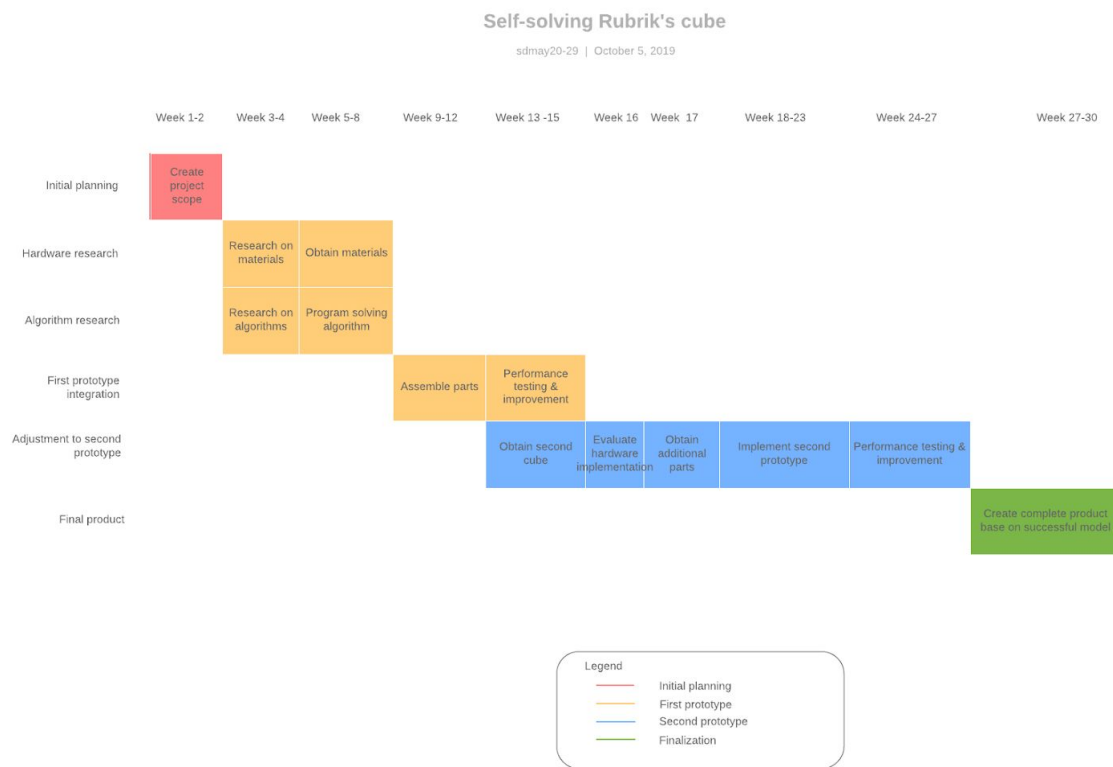 Self-solving Rubrik's cube
sdmay20-29 | October 5, 2019
Week 1-2
Week 3-4
Week 5-8
Week 9-12
Week 13 -15
Week 16
Week 17
Week 18-23
Week 24-27
Week 27-30
Initial planning
Create
project
scope
Hardware research
Research on
materials
Obtain materials
Algorithm research
Research on
algorithms
Program solving
algorithm
First prototype
integration
Assemble parts
Performance
testing &
improvement
Adjustment to second
prototype
Obtain second
cube
Evaluate
hardware
implementation
Obtain
additional
parts
Implement second
prototype
Performance testing &
improvement
Final product
Create complete product
base on successful model
Legend
Initial planning
First prototype
Second prototype
Finalization